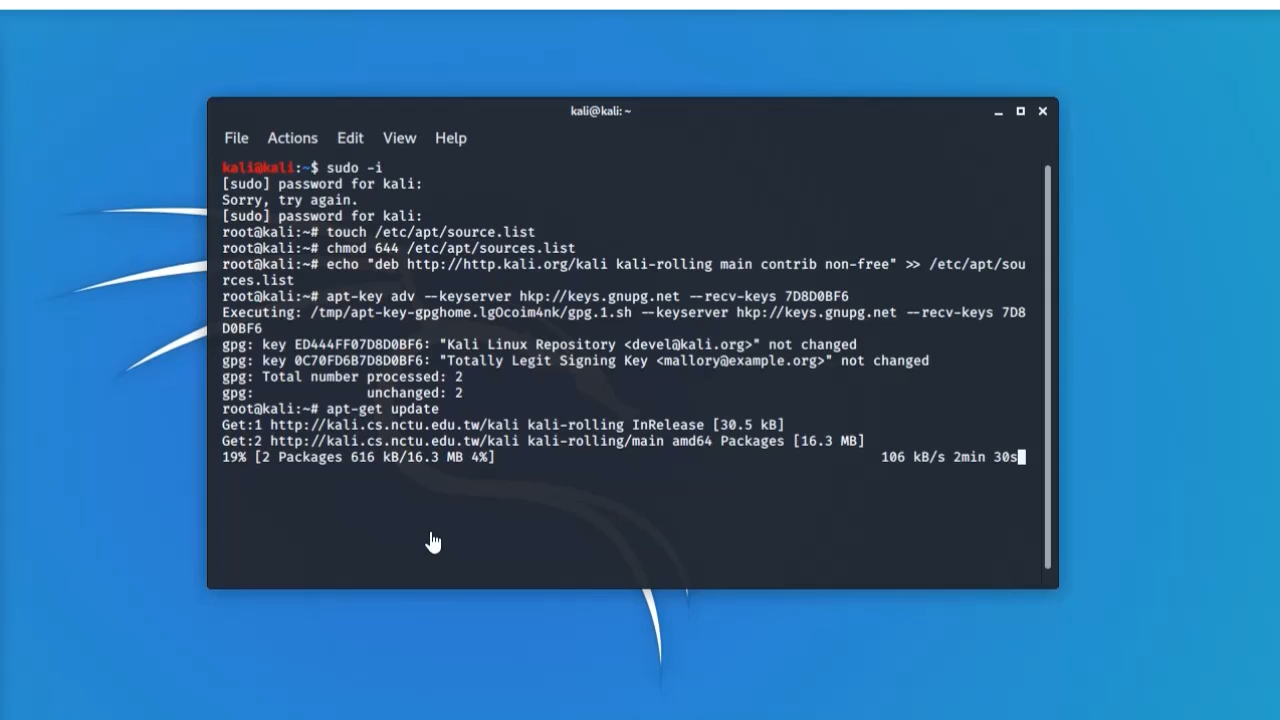 kali@kali: ~
File Actions Edit View Help
kali@kali:~$ sudo -i
[sudo] password for kali:
Sorry, try again.
[sudo] password for kali:
root@kali:~# touch /etc/apt/source.list
root@kali:~# chmod 644 /etc/apt/sources.list
root@kali:~# echo "deb http://http.kali.org/kali kali-rolling main contrib non-free" >> /etc/apt/sou
rces.list
root@kali:~# apt-key adv --keyserver hkp://keys.gnupg.net --recv-keys 7D8D0BF6
Executing: /tmp/apt-key-gpghome.lgOcoim4nk/gpg.1.sh --keyserver hkp://keys.gnupg.net --recv-keys 7D8
D0BF6
gpg: key ED444FF07D8D0BF6: "Kali Linux Repository <devel@kali.org>" not changed
gpg: key 0C70FD6B7D8D0BF6: "Totally Legit Signing Key <mallory@example.org>" not changed
gpg: Total number processed: 2
gpg:              unchanged: 2
root@kali:~# apt-get update
Get:1 http://kali.cs.nctu.edu.tw/kali kali-rolling InRelease [30.5 kB]
Get:2 http://kali.cs.nctu.edu.tw/kali kali-rolling/main amd64 Packages [16.3 MB]
19% [2 Packages 616 kB/16.3 MB 4%] 106 kB/s 2min 30s